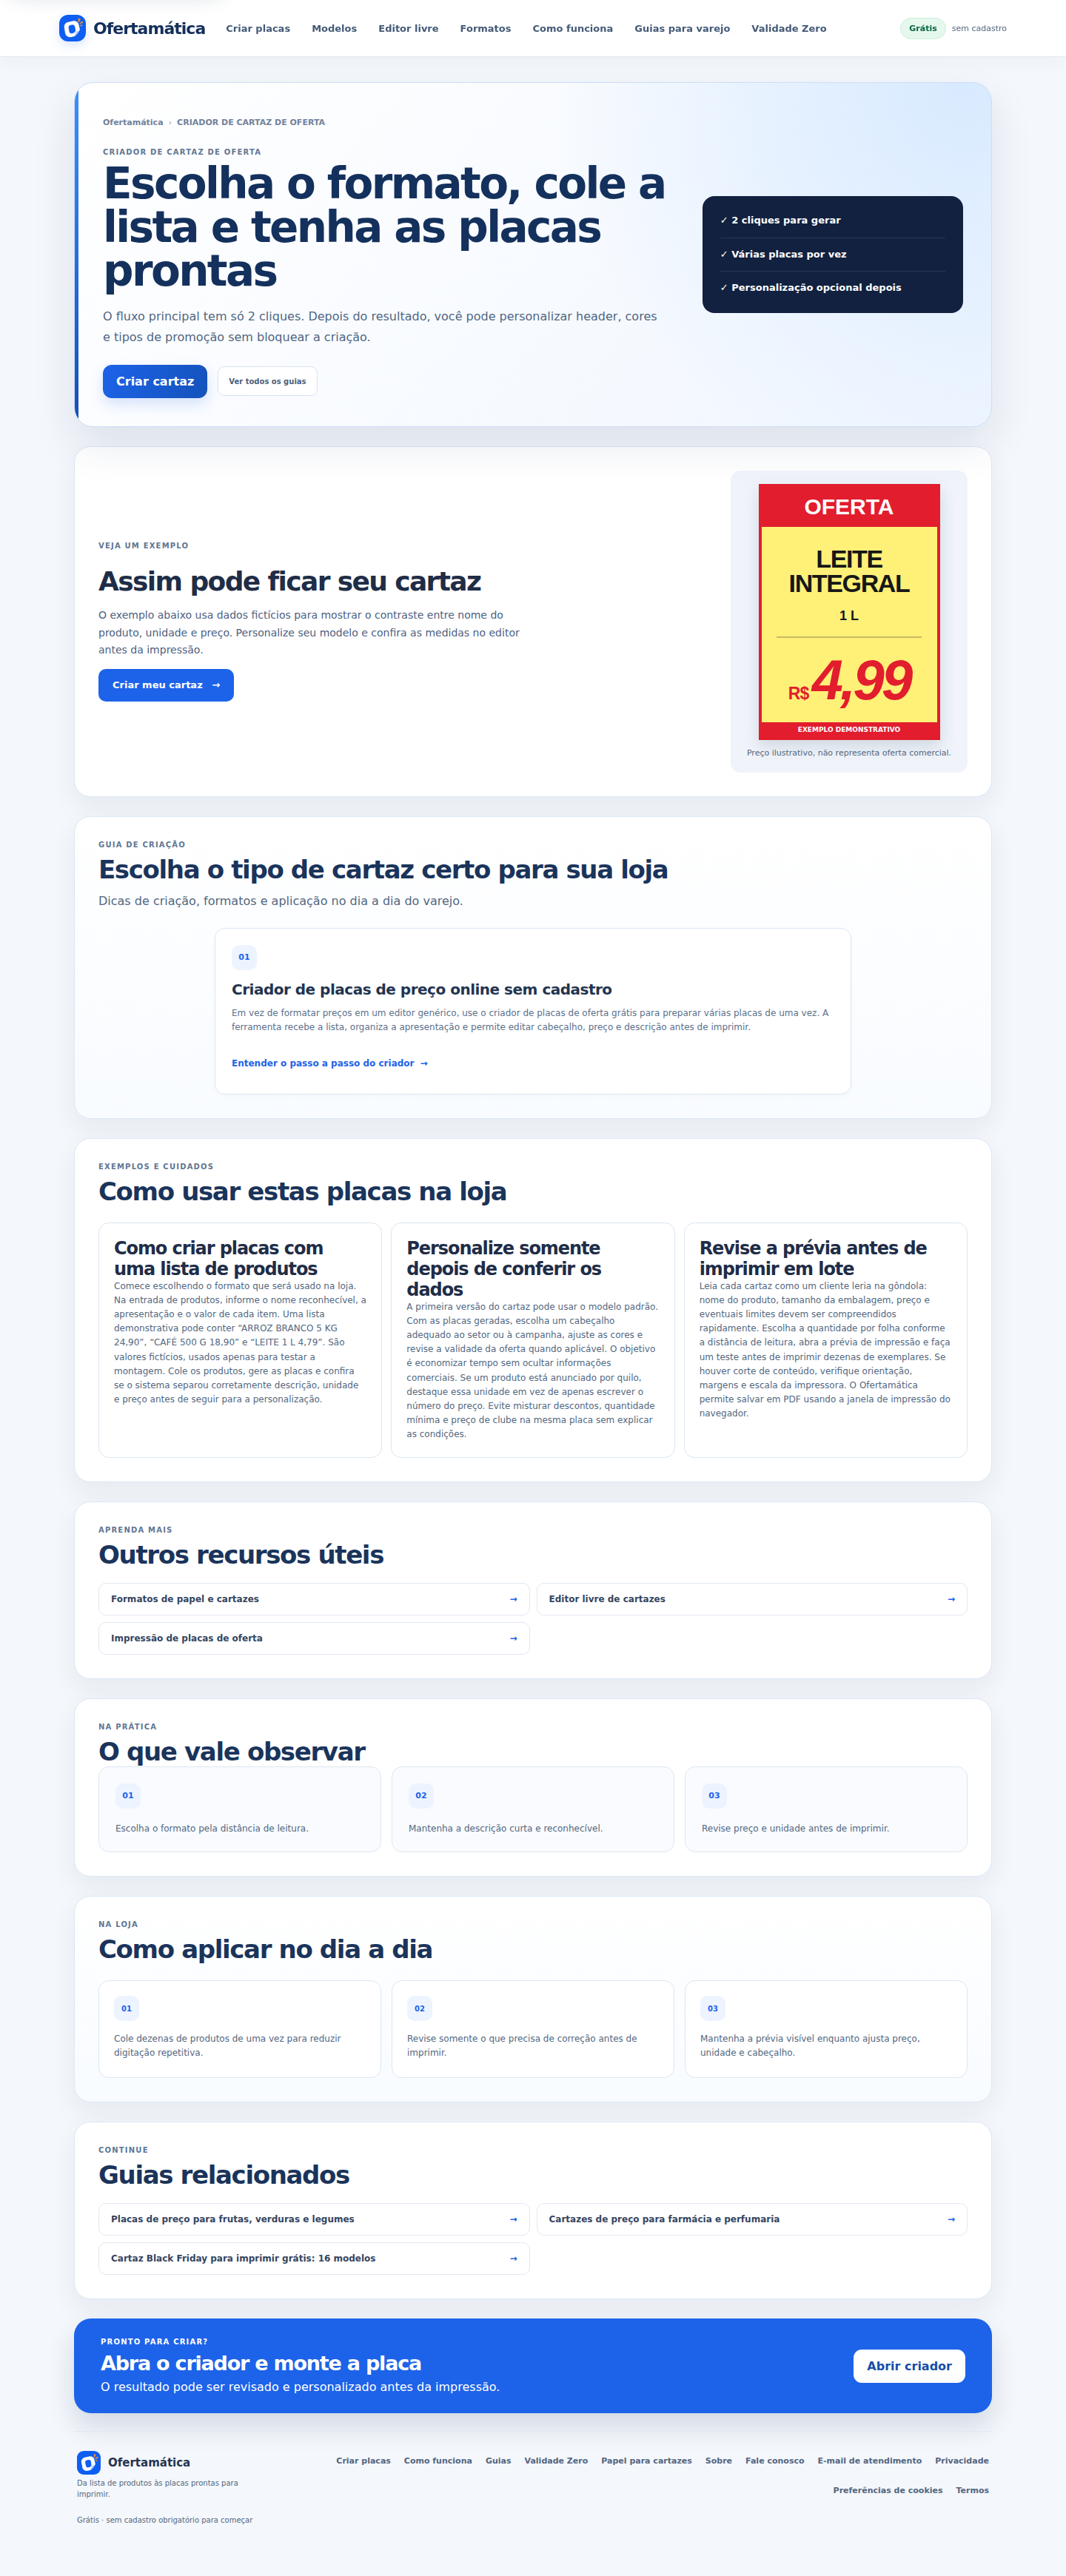 Ofertamática
Criar placas
Modelos
Editor livre
Formatos
Como funciona
Guias para varejo
Validade Zero
Grátis
sem cadastro
Ofertamática › CRIADOR DE CARTAZ DE OFERTA
CRIADOR DE CARTAZ DE OFERTA
Escolha o formato, cole a
lista e tenha as placas
prontas
O fluxo principal tem só 2 cliques. Depois do resultado, você pode personalizar header, cores
e tipos de promoção sem bloquear a criação.
Criar cartaz
Ver todos os guias
✓ 2 cliques para gerar
✓ Várias placas por vez
✓ Personalização opcional depois
VEJA UM EXEMPLO
Assim pode ficar seu cartaz
O exemplo abaixo usa dados fictícios para mostrar o contraste entre nome do
produto, unidade e preço. Personalize seu modelo e confira as medidas no editor
antes da impressão.
Criar meu cartaz →
OFERTA
LEITE
INTEGRAL
1 L
R$ 4,99
EXEMPLO DEMONSTRATIVO
Preço ilustrativo, não representa oferta comercial.
GUIA DE CRIAÇÃO
Escolha o tipo de cartaz certo para sua loja
Dicas de criação, formatos e aplicação no dia a dia do varejo.
01
Criador de placas de preço online sem cadastro
Em vez de formatar preços em um editor genérico, use o criador de placas de oferta grátis para preparar várias placas de uma vez. A
ferramenta recebe a lista, organiza a apresentação e permite editar cabeçalho, preço e descrição antes de imprimir.
Entender o passo a passo do criador →
EXEMPLOS E CUIDADOS
Como usar estas placas na loja
Como criar placas com
uma lista de produtos
Comece escolhendo o formato que será usado na loja.
Na entrada de produtos, informe o nome reconhecível, a
apresentação e o valor de cada item. Uma lista
demonstrativa pode conter “ARROZ BRANCO 5 KG
24,90”, “CAFÉ 500 G 18,90” e “LEITE 1 L 4,79”. São
valores fictícios, usados apenas para testar a
montagem. Cole os produtos, gere as placas e confira
se o sistema separou corretamente descrição, unidade
e preço antes de seguir para a personalização.
Personalize somente
depois de conferir os
dados
A primeira versão do cartaz pode usar o modelo padrão.
Com as placas geradas, escolha um cabeçalho
adequado ao setor ou à campanha, ajuste as cores e
revise a validade da oferta quando aplicável. O objetivo
é economizar tempo sem ocultar informações
comerciais. Se um produto está anunciado por quilo,
destaque essa unidade em vez de apenas escrever o
número do preço. Evite misturar descontos, quantidade
mínima e preço de clube na mesma placa sem explicar
as condições.
Revise a prévia antes de
imprimir em lote
Leia cada cartaz como um cliente leria na gôndola:
nome do produto, tamanho da embalagem, preço e
eventuais limites devem ser compreendidos
rapidamente. Escolha a quantidade por folha conforme
a distância de leitura, abra a prévia de impressão e faça
um teste antes de imprimir dezenas de exemplares. Se
houver corte de conteúdo, verifique orientação,
margens e escala da impressora. O Ofertamática
permite salvar em PDF usando a janela de impressão do
navegador.
APRENDA MAIS
Outros recursos úteis
Formatos de papel e cartazes →
Editor livre de cartazes →
Impressão de placas de oferta →
NA PRÁTICA
O que vale observar
01
Escolha o formato pela distância de leitura.
02
Mantenha a descrição curta e reconhecível.
03
Revise preço e unidade antes de imprimir.
NA LOJA
Como aplicar no dia a dia
01
Cole dezenas de produtos de uma vez para reduzir
digitação repetitiva.
02
Revise somente o que precisa de correção antes de
imprimir.
03
Mantenha a prévia visível enquanto ajusta preço,
unidade e cabeçalho.
CONTINUE
Guias relacionados
Placas de preço para frutas, verduras e legumes →
Cartazes de preço para farmácia e perfumaria →
Cartaz Black Friday para imprimir grátis: 16 modelos →
PRONTO PARA CRIAR?
Abra o criador e monte a placa
O resultado pode ser revisado e personalizado antes da impressão.
Abrir criador
Ofertamática
Da lista de produtos às placas prontas para
imprimir.
Grátis · sem cadastro obrigatório para começar
Criar placas
Como funciona
Guias
Validade Zero
Papel para cartazes
Sobre
Fale conosco
E-mail de atendimento
Privacidade
Preferências de cookies
Termos